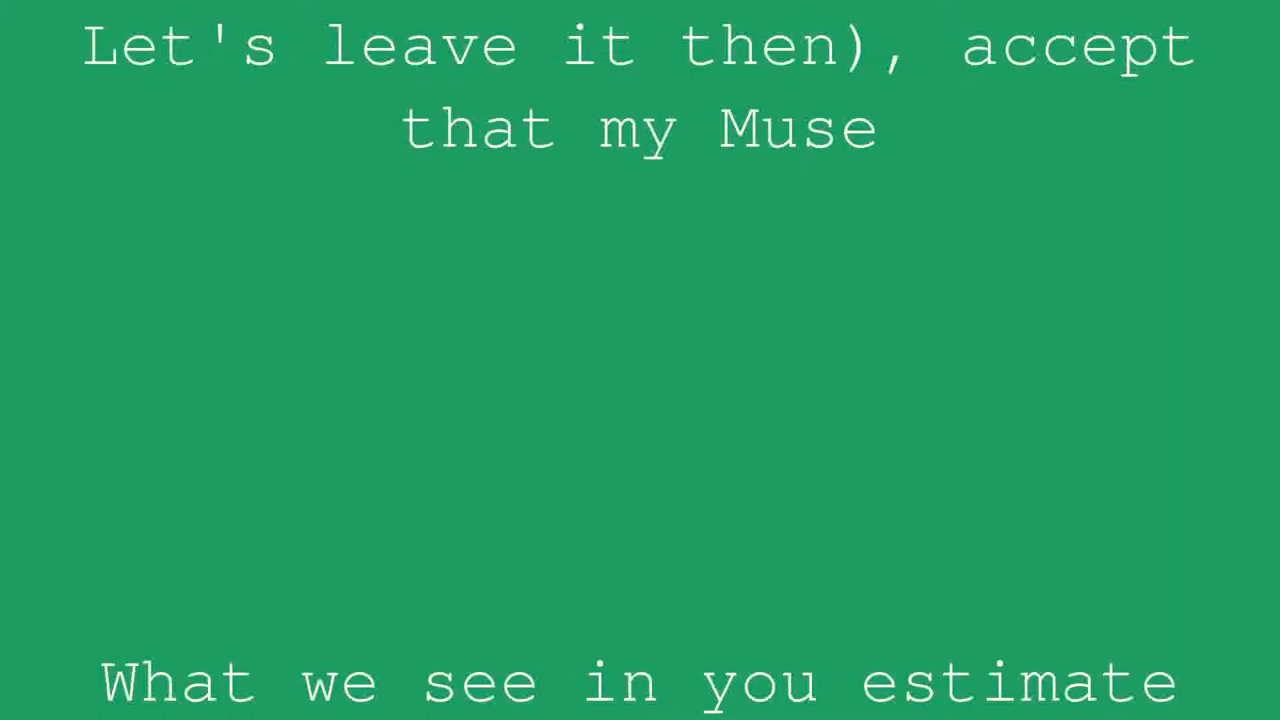 Let's leave it then), accept
that my Muse
What we see in you estimate